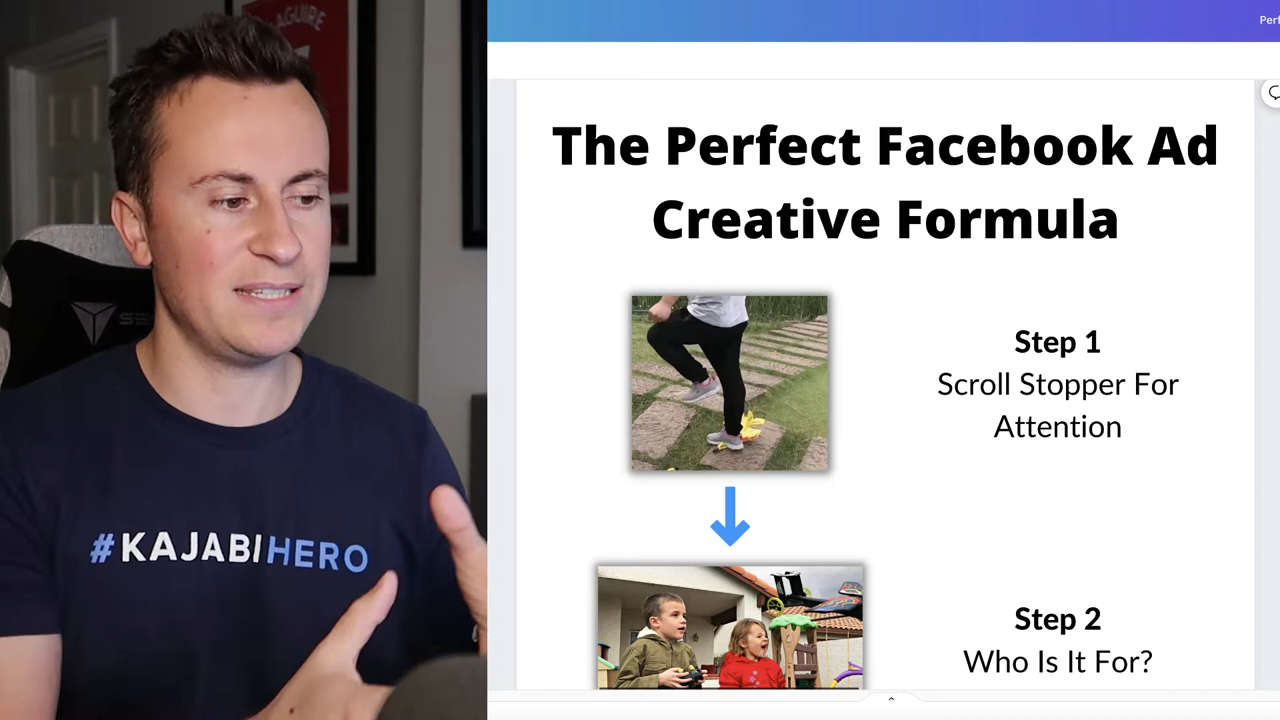 AGUIRE
#KAJABIHERO
The Perfect Facebook Ad
Creative Formula
Step 1
Scroll Stopper For
Attention
Step 2
Who Is It For?